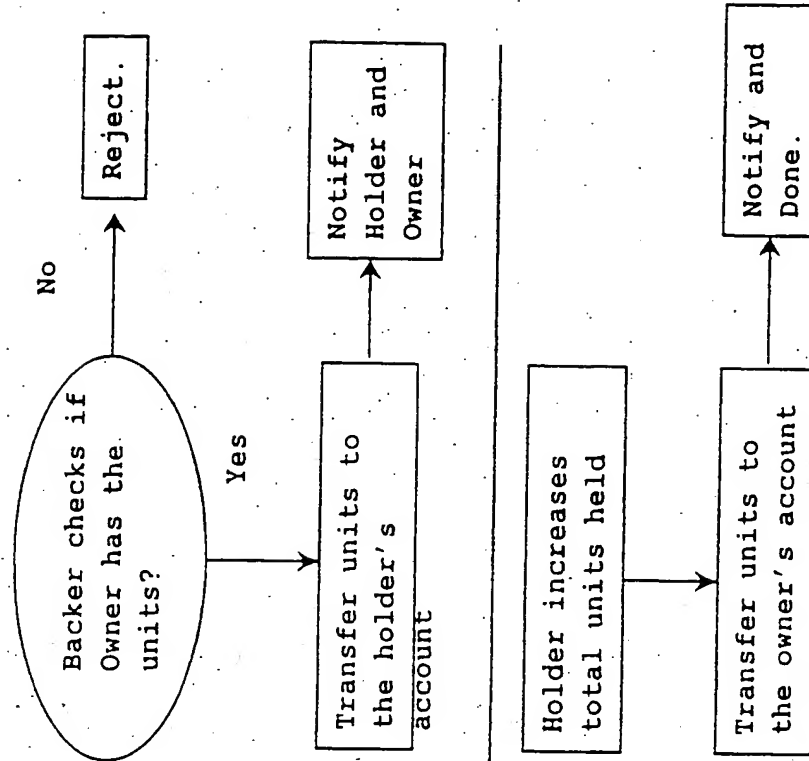 Backer checks if
Owner has the
units?
No
Reject.
Yes
Transfer units to
the holder's
account
Notify
Holder and
Owner
Holder increases
total units held
Transfer units to
the owner's account
Notify and
Done.